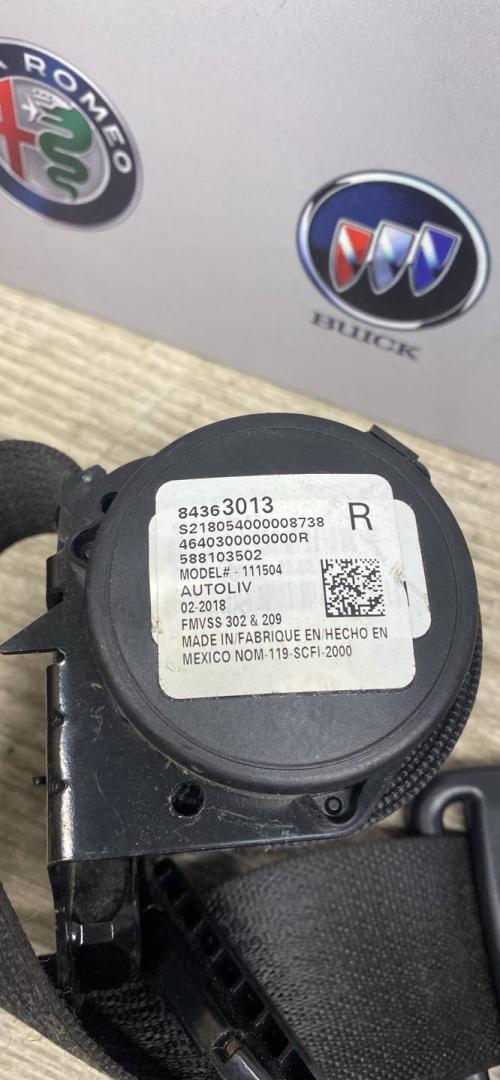 A ROMEO
BUICK
84363013
R
S218054000008738
4640300000000R
588103502
MODEL# - 111504
AUTOLIV
02-2018
FMVSS 302 & 209
MADE IN/FABRIQUE EN/HECHO EN
MEXICO NOM-119-SCFI-2000